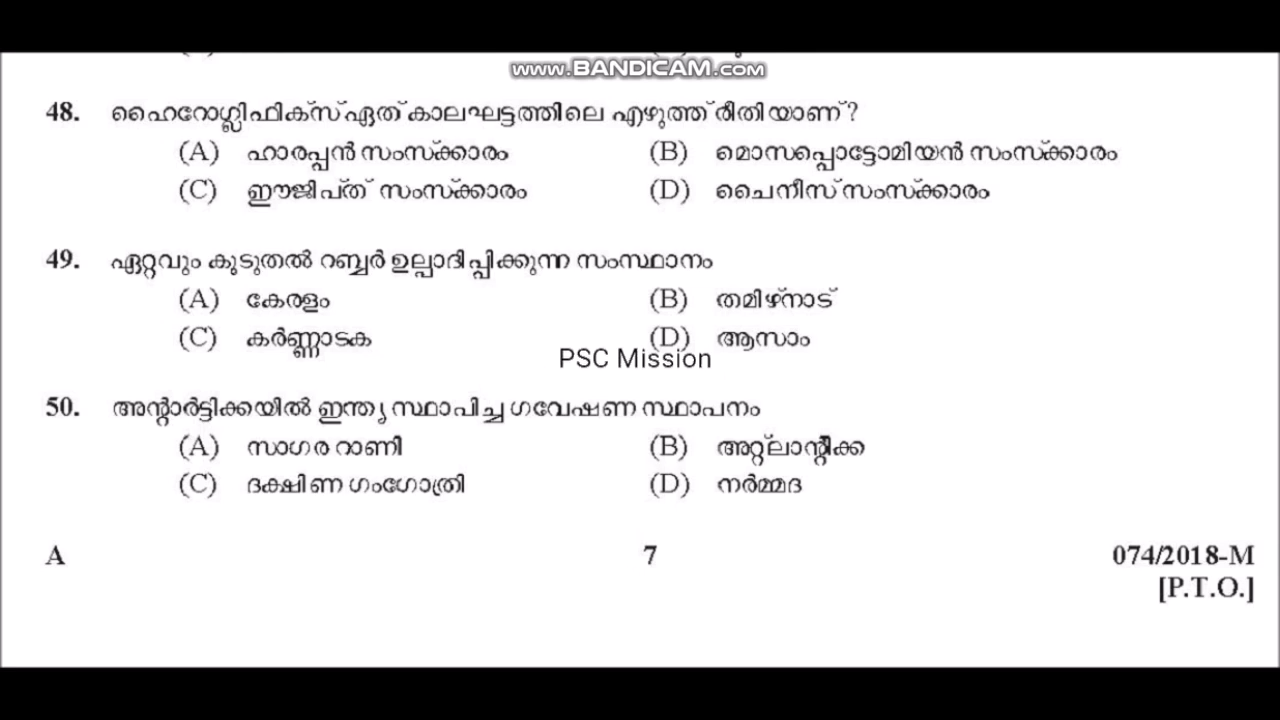 www.BANDICAM.com
48. ഹൈറോഗ്ലിഫിക്സ് ഏത് കാലഘട്ടത്തിലെ എഴുത്ത് രീതിയാണ് ?
(A) ഹാരപ്പൻ സംസ്ക്കാരം (B) മൊസപ്പൊട്ടോമിയൻ സംസ്ക്കാരം
(C) ഈജിപ്ത് സംസ്ക്കാരം (D) ചൈനീസ് സംസ്ക്കാരം
49. ഏറ്റവും കൂടുതൽ റബ്ബർ ഉല്പാദിപ്പിക്കുന്ന സംസ്ഥാനം
(A) കേരളം (B) തമിഴ്നാട്
(C) കർണ്ണാടക (D) ആസാം
PSC Mission
50. അന്റാർട്ടിക്കയിൽ ഇന്ത്യ സ്ഥാപിച്ച ഗവേഷണ സ്ഥാപനം
(A) സാഗര റാണി (B) അറ്റ്ലാന്റിക്ക
(C) ദക്ഷിണ ഗംഗോത്രി (D) നർമ്മദ
A 7 074/2018-M
[P.T.O.]